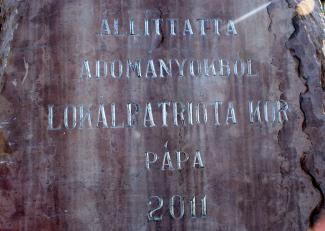 ÁLLÍTTATTA
ADOMÁNYOKBÓL
LOKÁLPATRIÓTA KÖR
PÁPA
2011